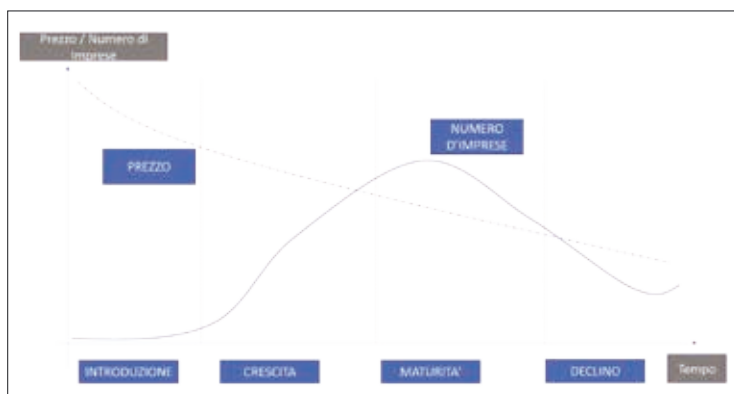 Prezzo / Numero di
Imprese
NUMERO
D'IMPRESE
PREZZO
INTRODUZIONE
CRESCITA
MATURITA'
DECLINO
Tempo